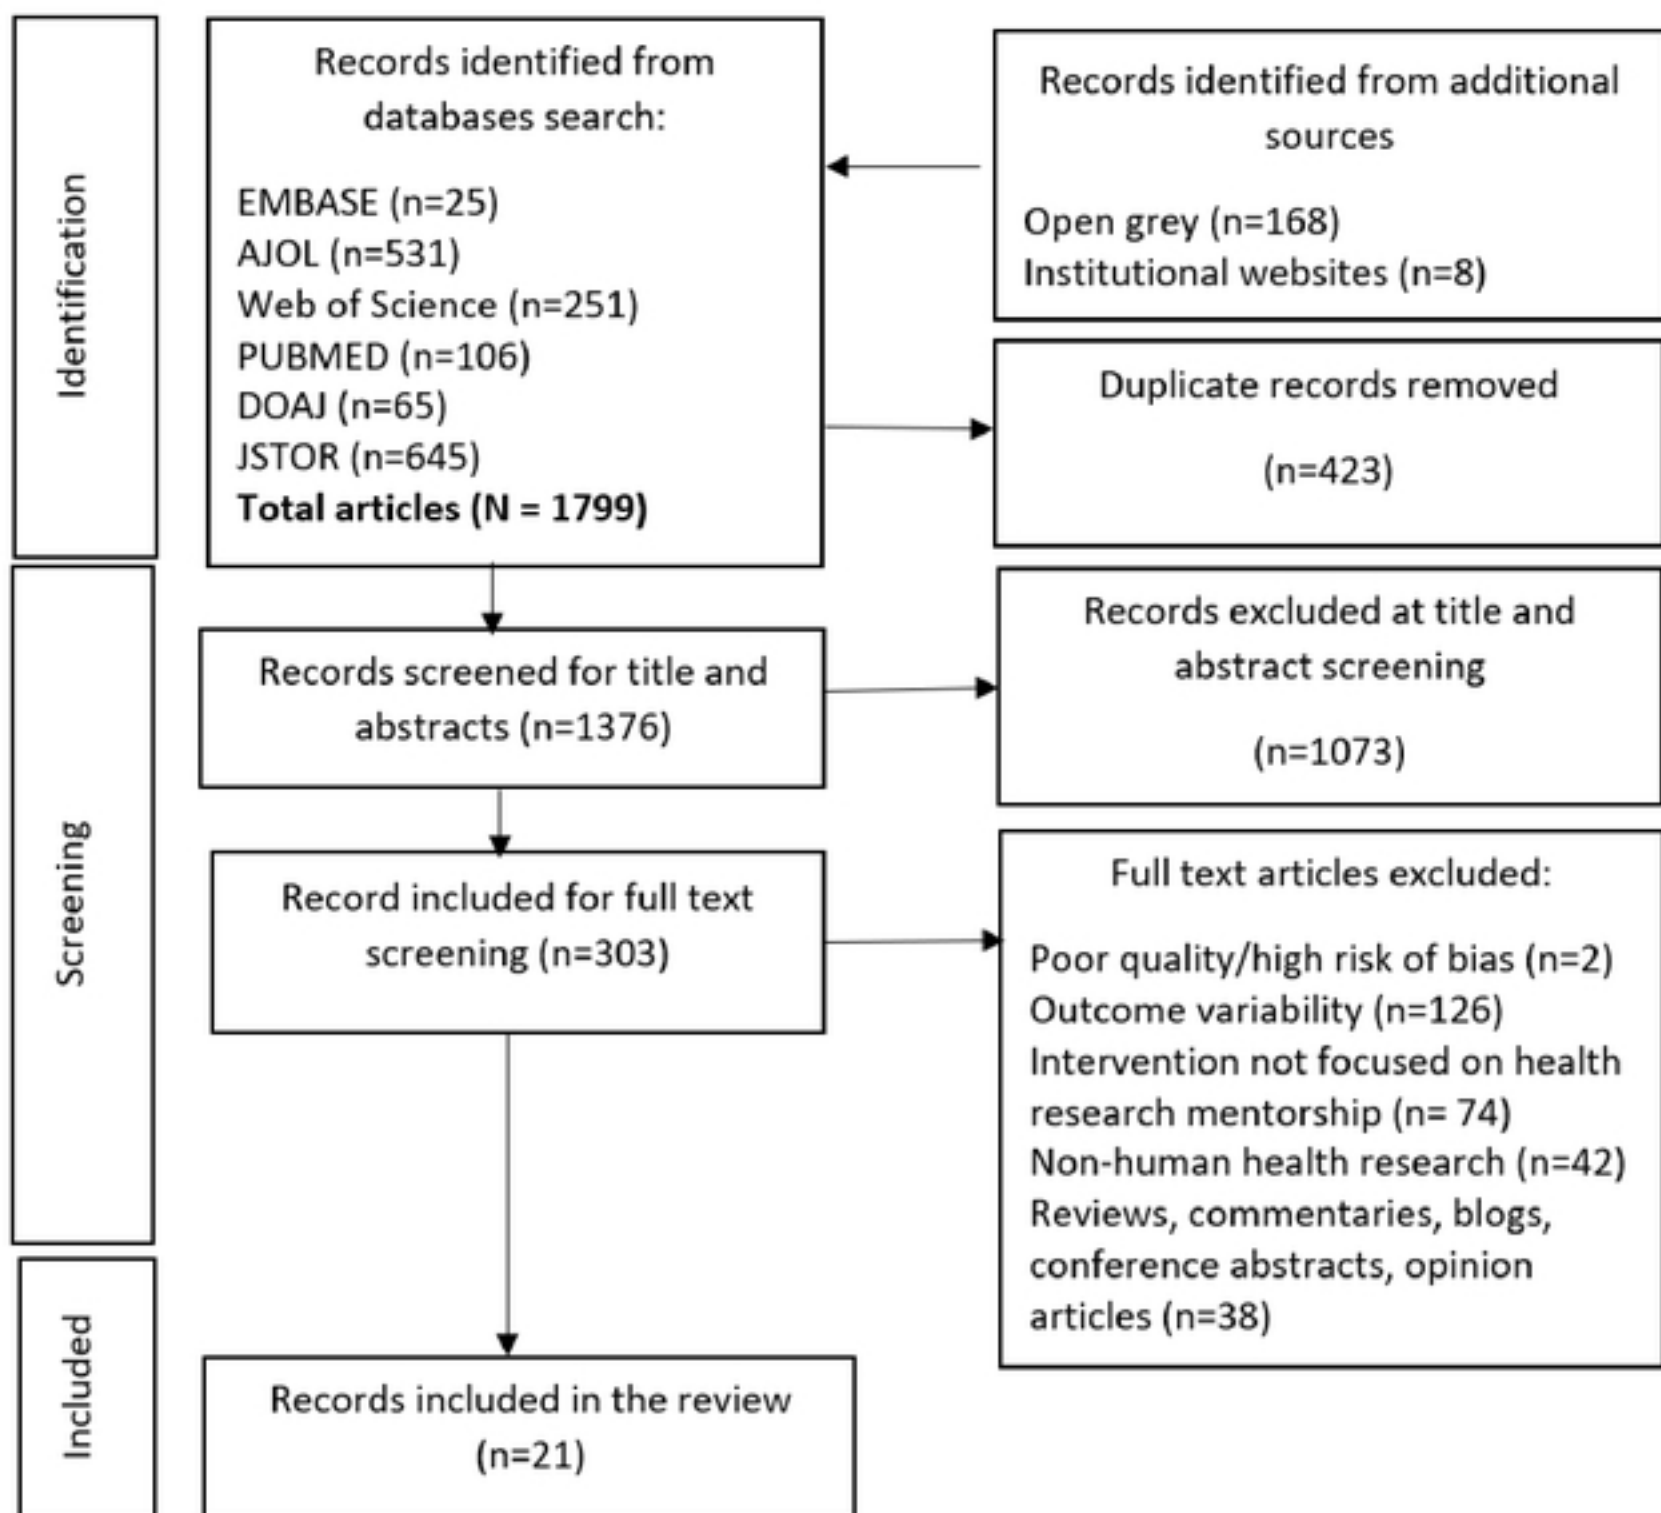 Identification
Records identified from
databases search:
EMBASE (n=25)
AJOL (n=531)
Web of Science (n=251)
PUBMED (n=106)
DOAJ (n=65)
JSTOR (n=645)
Total articles (N = 1799)
Records identified from additional
sources
Open grey (n=168)
Institutional websites (n=8)
Duplicate records removed
(n=423)
Screening
Records screened for title and
abstracts (n=1376)
Records excluded at title and
abstract screening
(n=1073)
Record included for full text
screening (n=303)
Full text articles excluded:
Poor quality/high risk of bias (n=2)
Outcome variability (n=126)
Intervention not focused on health
research mentorship (n= 74)
Non-human health research (n=42)
Reviews, commentaries, blogs,
conference abstracts, opinion
articles (n=38)
Included
Records included in the review
(n=21)